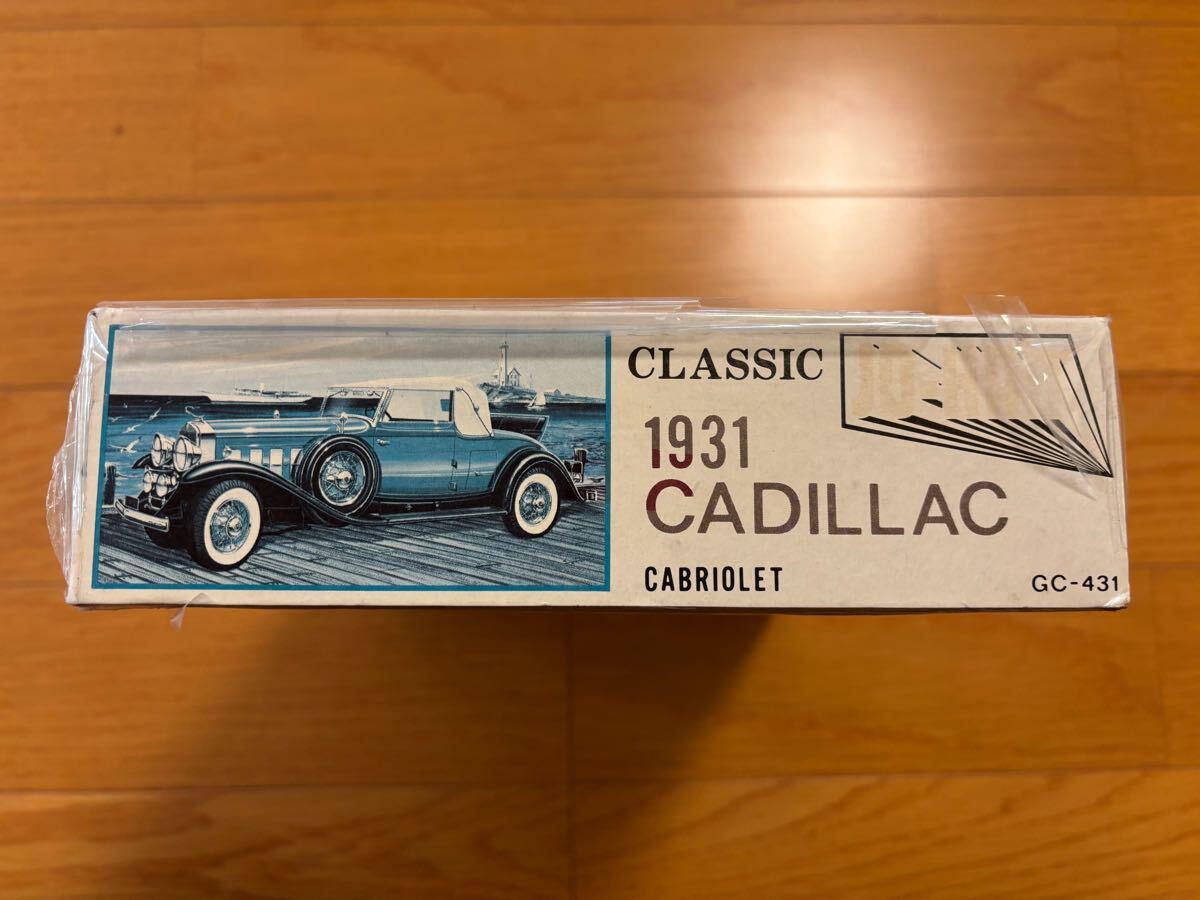 CLASSIC
1931
CADILLAC
CABRIOLET
GC-431